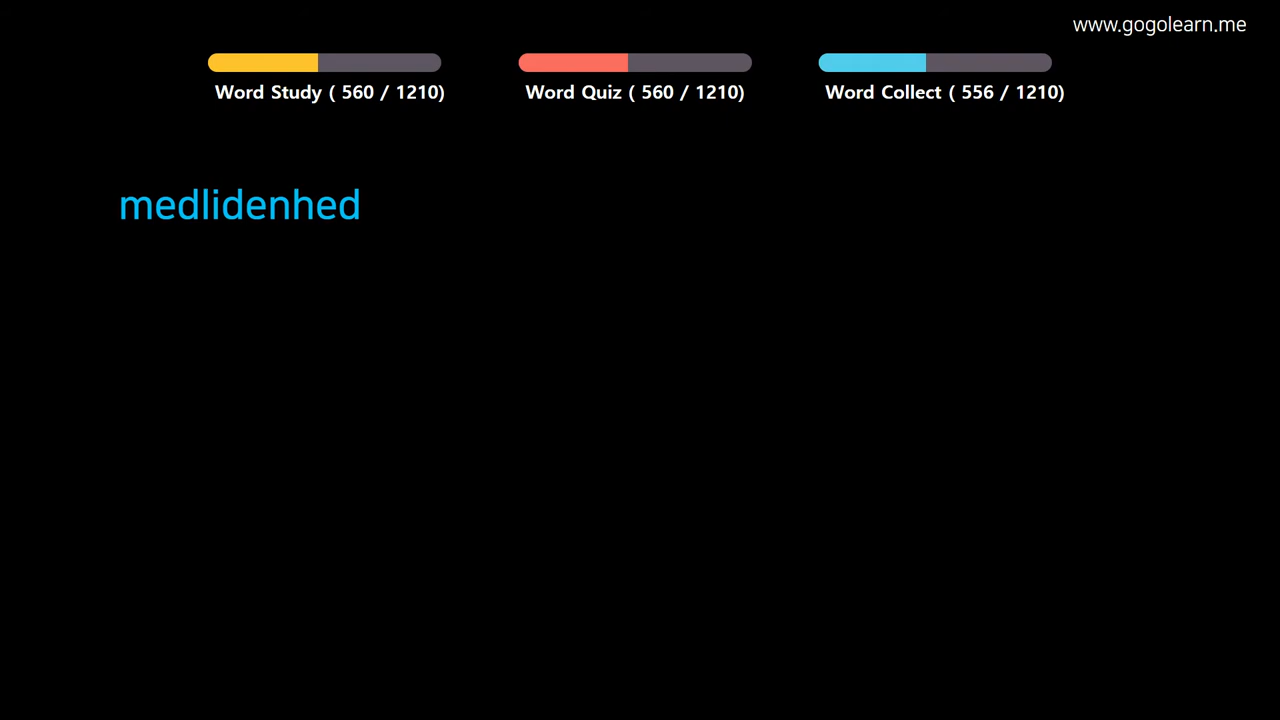 www.gogolearn.me
Word Study ( 560 / 1210)
Word Quiz ( 560 / 1210)
Word Collect ( 556 / 1210)
medlidenhed